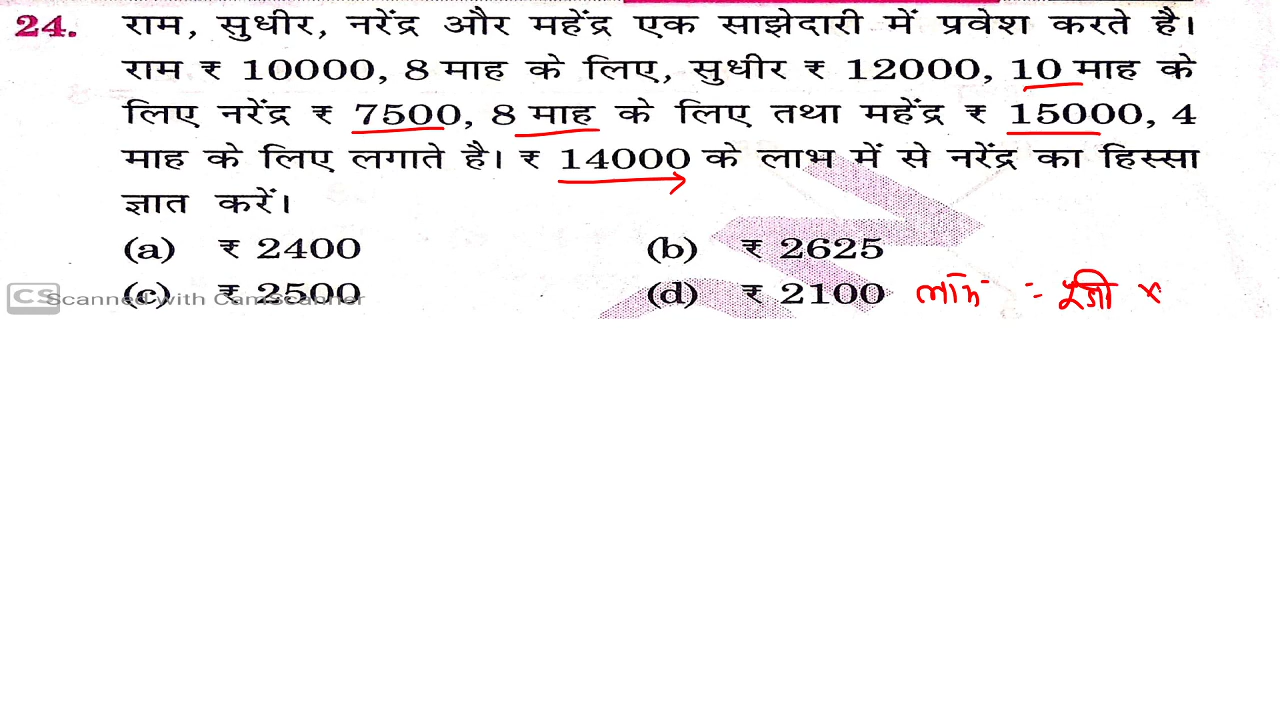 24. राम, सुधीर, नरेंद्र और महेंद्र एक साझेदारी में प्रवेश करते है।
राम ₹ 10000, 8 माह के लिए, सुधीर ₹ 12000, 10 माह के
लिए नरेंद्र ₹ 7500, 8 माह के लिए तथा महेंद्र ₹ 15000, 4
माह के लिए लगाते है। ₹ 14000 के लाभ में से नरेंद्र का हिस्सा
ज्ञात करें।
(a) ₹ 2400 (b) ₹ 2625
(c) ₹ 2500 (d) ₹ 2100 लाभ = पूंजी ×
CS Scanned with CamScanner